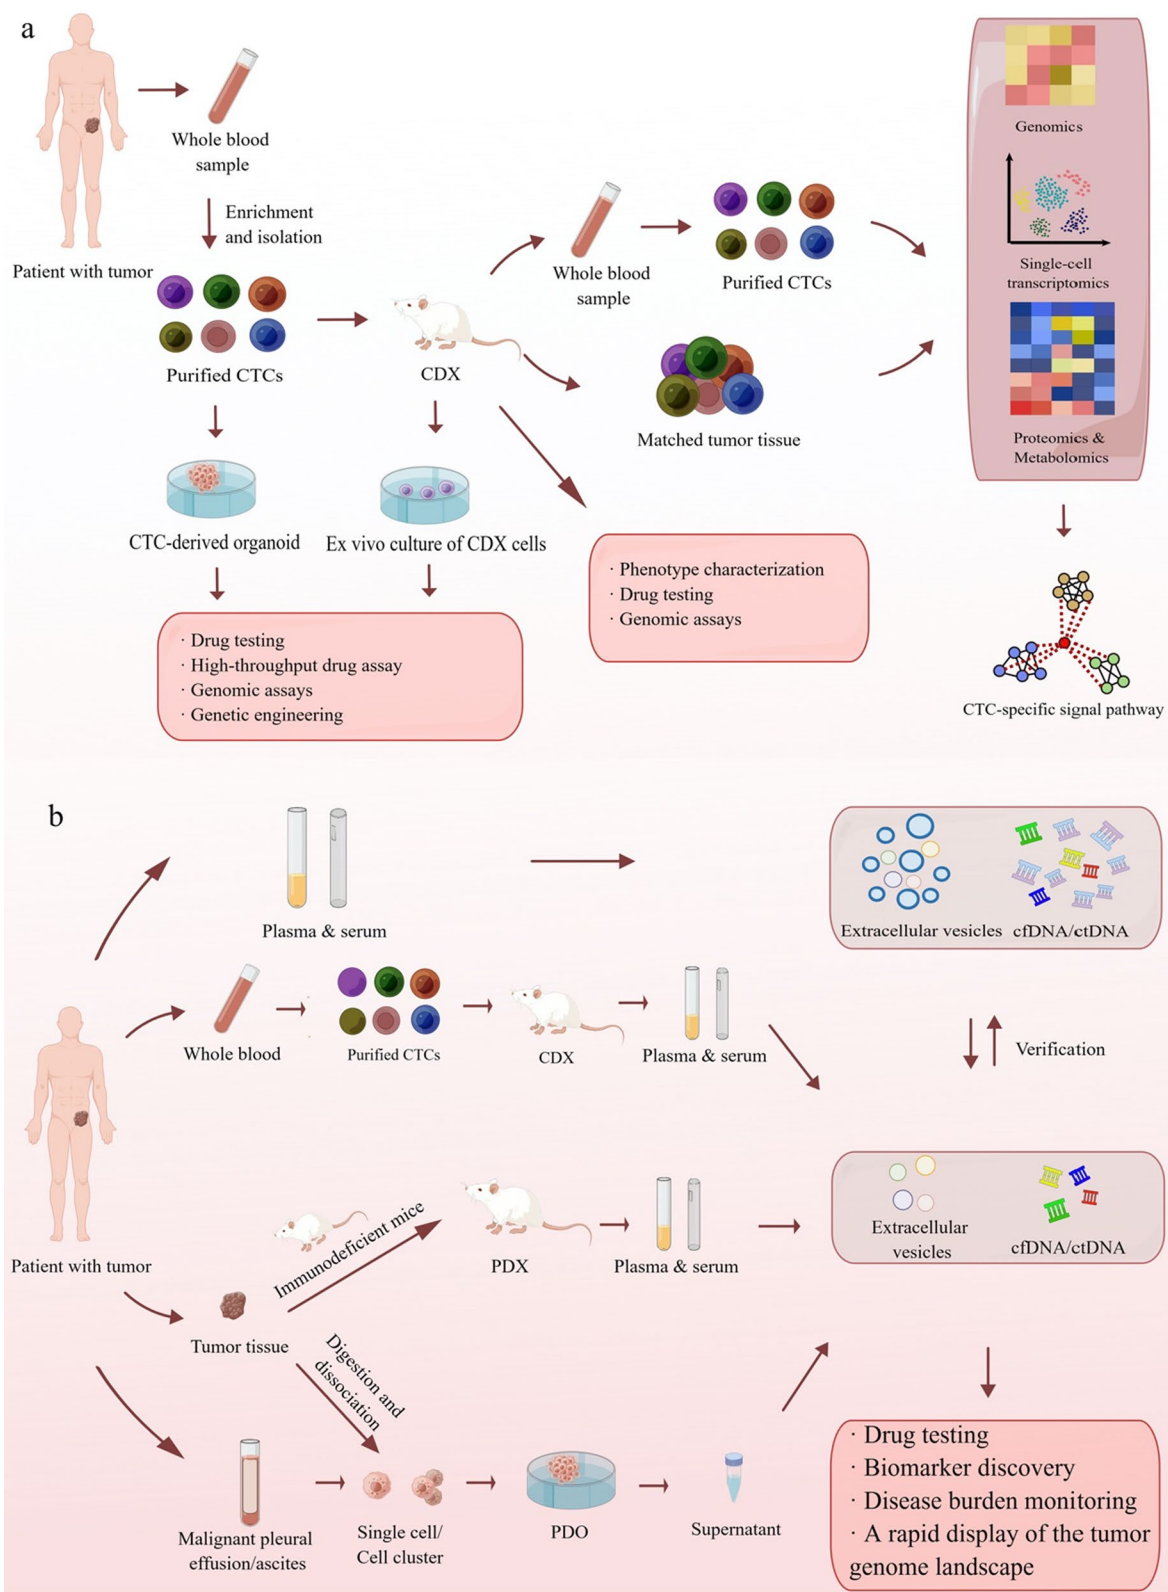 a
Whole blood
sample
Enrichment
and isolation
Patient with tumor
Purified CTCs
CDX
Whole blood
sample
Purified CTCs
Matched tumor tissue
Genomics
Single-cell
transcriptomics
Proteomics &
Metabolomics
CTC-derived organoid
Ex vivo culture of CDX cells
· Phenotype characterization
· Drug testing
· Genomic assays
· Drug testing
· High-throughput drug assay
· Genomic assays
· Genetic engineering
CTC-specific signal pathway
b
Plasma & serum
Extracellular vesicles
cfDNA/ctDNA
Whole blood
Purified CTCs
CDX
Plasma & serum
Verification
Patient with tumor
Immunodeficient mice
PDX
Plasma & serum
Extracellular
vesicles
cfDNA/ctDNA
Tumor tissue
Digestion and
dissociation
Malignant pleural
effusion/ascites
Single cell/
Cell cluster
PDO
Supernatant
· Drug testing
· Biomarker discovery
· Disease burden monitoring
· A rapid display of the tumor
genome landscape